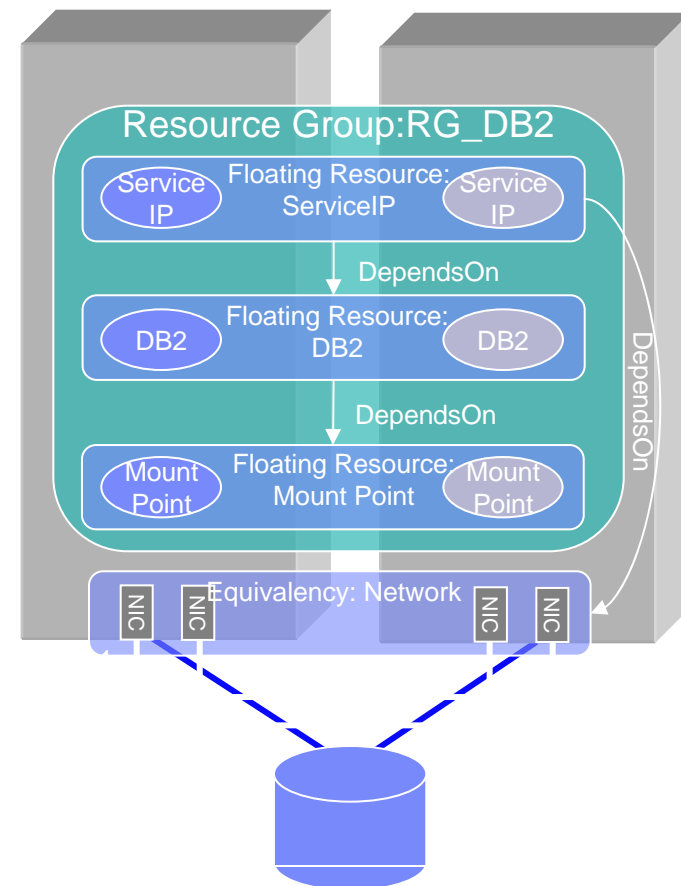 Resource Group:RG_DB2
Floating Resource:
ServiceIP
Service
IP
Service
IP
DependsOn
Floating Resource:
DB2
DB2
DB2
DependsOn
DependsOn
Floating Resource:
Mount Point
Mount
Point
Mount
Point
Equivalency: Network
NIC
NIC
NIC
NIC